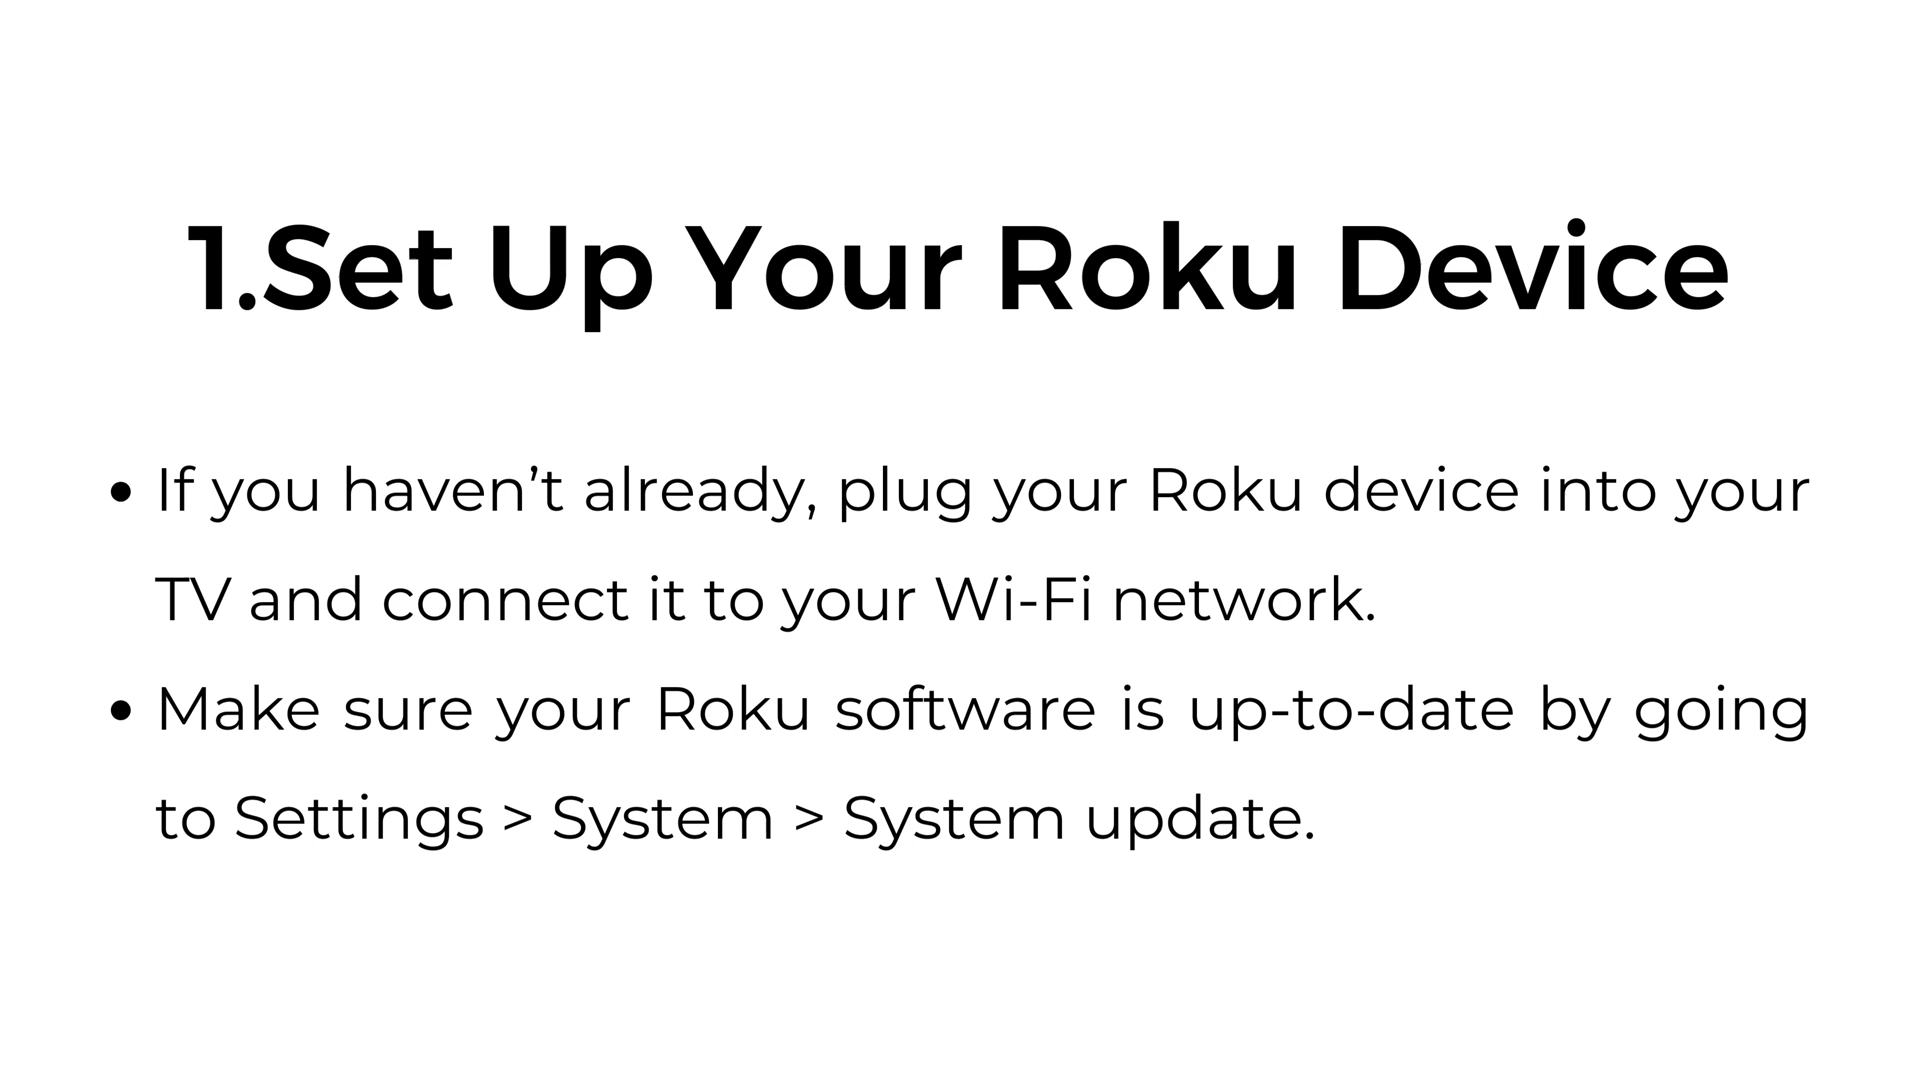 1.Set Up Your Roku Device
• If you haven’t already, plug your Roku device into your
TV and connect it to your Wi-Fi network.
• Make sure your Roku software is up-to-date by going
to Settings > System > System update.